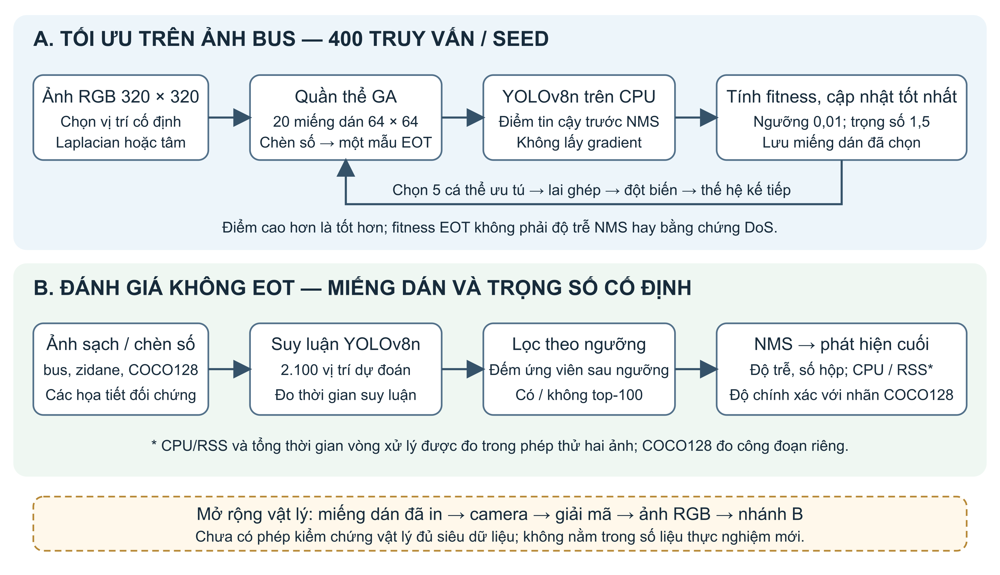 A. TỐI ƯU TRÊN ẢNH BUS — 400 TRUY VẤN / SEED
Ảnh RGB 320 × 320
Chọn vị trí cố định
Laplacian hoặc tâm
Quần thể GA
20 miếng dán 64 × 64
Chèn số → một mẫu EOT
YOLOv8n trên CPU
Điểm tin cậy trước NMS
Không lấy gradient
Tính fitness, cập nhật tốt nhất
Ngưỡng 0,01; trọng số 1,5
Lưu miếng dán đã chọn
Chọn 5 cá thể ưu tú → lai ghép → đột biến → thế hệ kế tiếp
Điểm cao hơn là tốt hơn; fitness EOT không phải độ trễ NMS hay bằng chứng DoS.
B. ĐÁNH GIÁ KHÔNG EOT — MIẾNG DÁN VÀ TRỌNG SỐ CỐ ĐỊNH
Ảnh sạch / chèn số
bus, zidane, COCO128
Các họa tiết đối chứng
Suy luận YOLOv8n
2.100 vị trí dự đoán
Đo thời gian suy luận
Lọc theo ngưỡng
Đếm ứng viên sau ngưỡng
Có / không top-100
NMS → phát hiện cuối
Độ trễ, số hộp; CPU / RSS*
Độ chính xác với nhãn COCO128
* CPU/RSS và tổng thời gian vòng xử lý được đo trong phép thử hai ảnh; COCO128 đo công đoạn riêng.
Mở rộng vật lý: miếng dán đã in → camera → giải mã → ảnh RGB → nhánh B
Chưa có phép kiểm chứng vật lý đủ siêu dữ liệu; không nằm trong số liệu thực nghiệm mới.